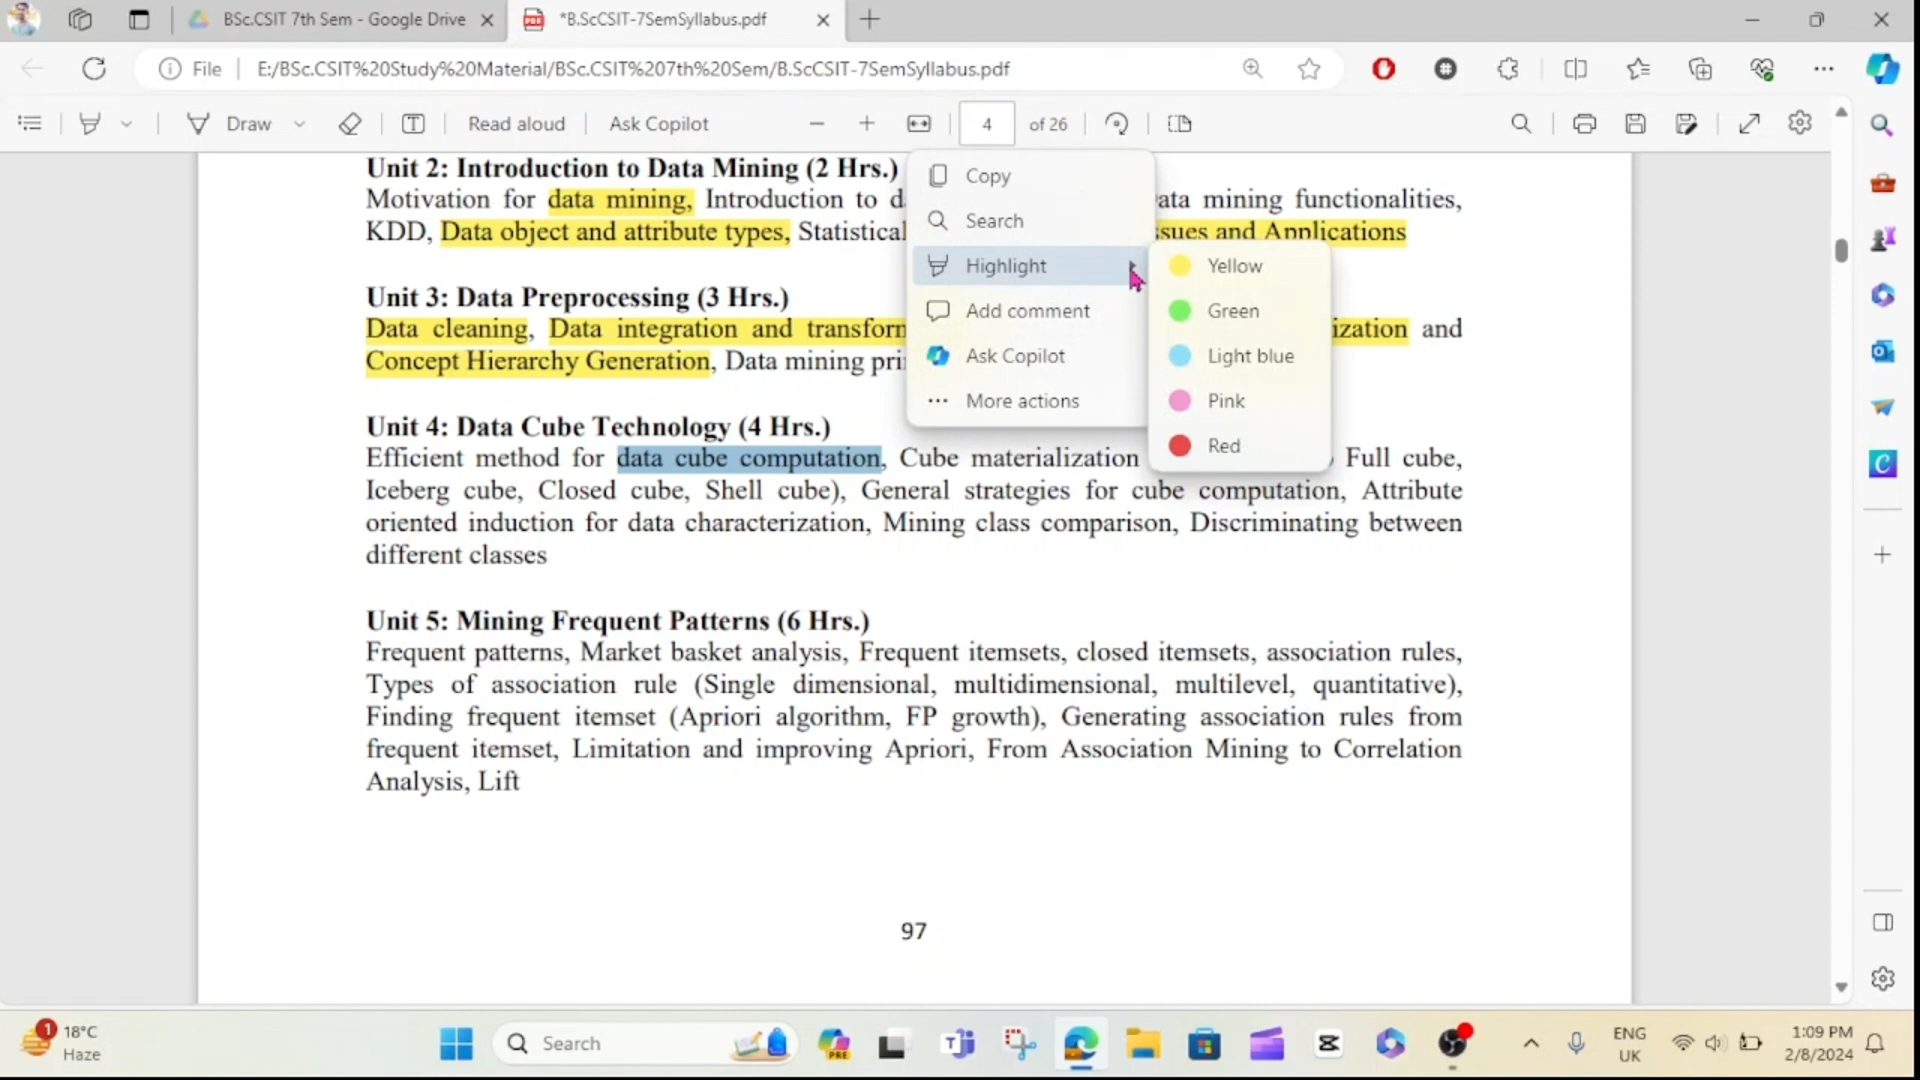 BSc.CSIT 7th Sem - Google Drive
*B.ScCSIT-7SemSyllabus.pdf
File
E:/BSc.CSIT%20Study%20Material/BSc.CSIT%207th%20Sem/B.ScCSIT-7SemSyllabus.pdf
Draw
Read aloud
Ask Copilot
4 of 26
Unit 2: Introduction to Data Mining (2 Hrs.)
Motivation for data mining, Introduction to d ata mining functionalities,
KDD, Data object and attribute types, Statistical ssues and Applications
Unit 3: Data Preprocessing (3 Hrs.)
Data cleaning, Data integration and transform ization and
Concept Hierarchy Generation, Data mining pri
Unit 4: Data Cube Technology (4 Hrs.)
Efficient method for data cube computation, Cube materialization Full cube,
Iceberg cube, Closed cube, Shell cube), General strategies for cube computation, Attribute
oriented induction for data characterization, Mining class comparison, Discriminating between
different classes
Unit 5: Mining Frequent Patterns (6 Hrs.)
Frequent patterns, Market basket analysis, Frequent itemsets, closed itemsets, association rules,
Types of association rule (Single dimensional, multidimensional, multilevel, quantitative),
Finding frequent itemset (Apriori algorithm, FP growth), Generating association rules from
frequent itemset, Limitation and improving Apriori, From Association Mining to Correlation
Analysis, Lift
97
Copy
Search
Highlight
Add comment
Ask Copilot
More actions
Yellow
Green
Light blue
Pink
Red
1
18°C
Haze
Search
PRE
ENG
UK
1:09 PM
2/8/2024